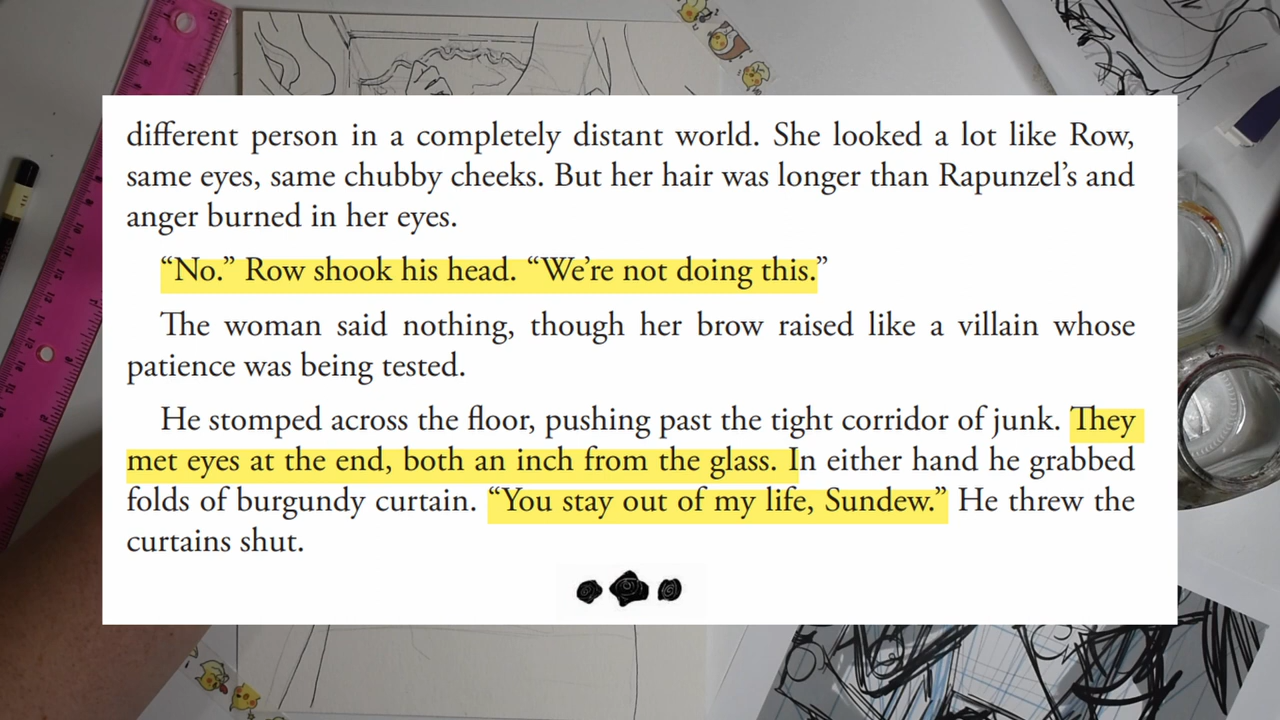 different person in a completely distant world. She looked a lot like Row,
same eyes, same chubby cheeks. But her hair was longer than Rapunzel’s and
anger burned in her eyes.
“No.” Row shook his head. “We’re not doing this.”
The woman said nothing, though her brow raised like a villain whose
patience was being tested.
He stomped across the floor, pushing past the tight corridor of junk. They
met eyes at the end, both an inch from the glass. In either hand he grabbed
folds of burgundy curtain. “You stay out of my life, Sundew.” He threw the
curtains shut.